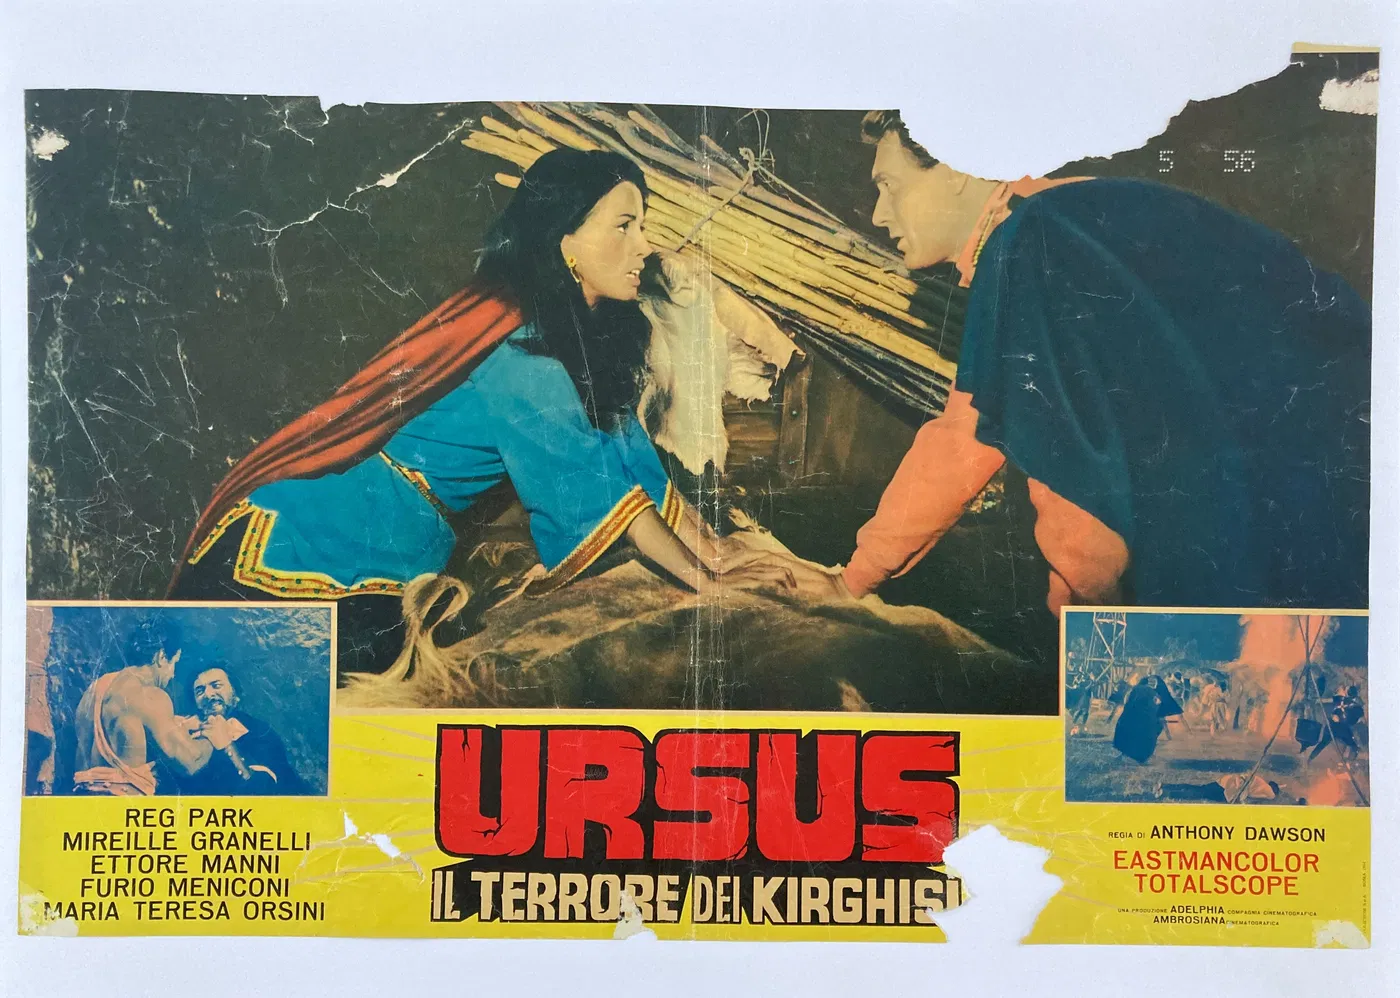 5 56
URSUS
IL TERRORE DEI KIRGHISI
REG PARK
MIREILLE GRANELLI
ETTORE MANNI
FURIO MENICONI
MARIA TERESA ORSINI
REGIA DI ANTHONY DAWSON
EASTMANCOLOR
TOTALSCOPE
UNA PRODUZIONE ADELPHIA COMPAGNIA CINEMATOGRAFICA
AMBROSIANA CINEMATOGRAFICA